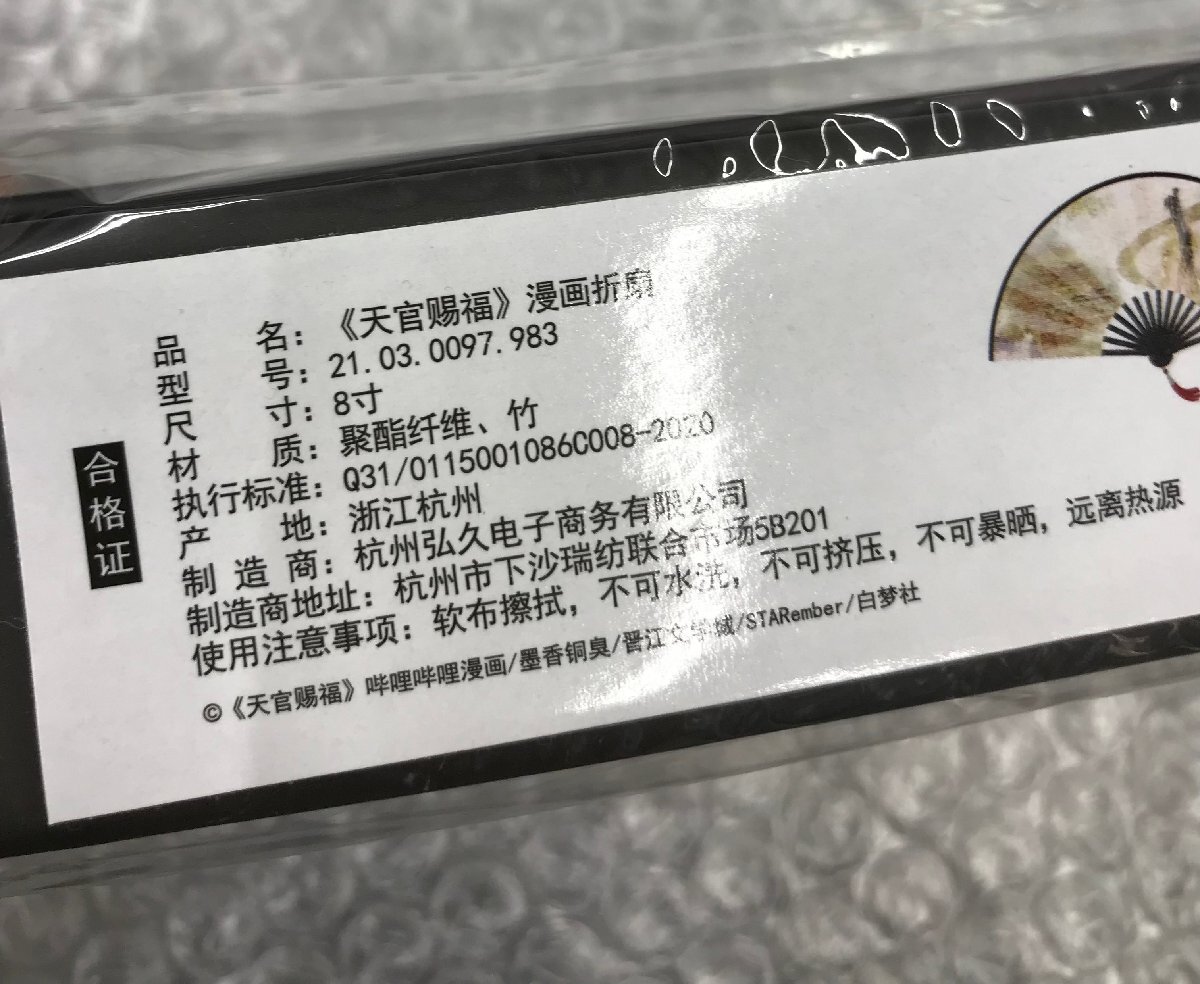 合格证
品名：《天官赐福》漫画折扇
型号：21.03.0097.983
尺寸：8寸
材质：聚酯纤维、竹
执行标准：Q31/0115001086C008-2020
产地：浙江杭州
制造商：杭州弘久电子商务有限公司
制造商地址：杭州市下沙瑞纺联合市场5B201
使用注意事项：软布擦拭，不可水洗，不可挤压，不可暴晒，远离热源
©《天官赐福》哔哩哔哩漫画/墨香铜臭/晋江文学城/STARember/白梦社